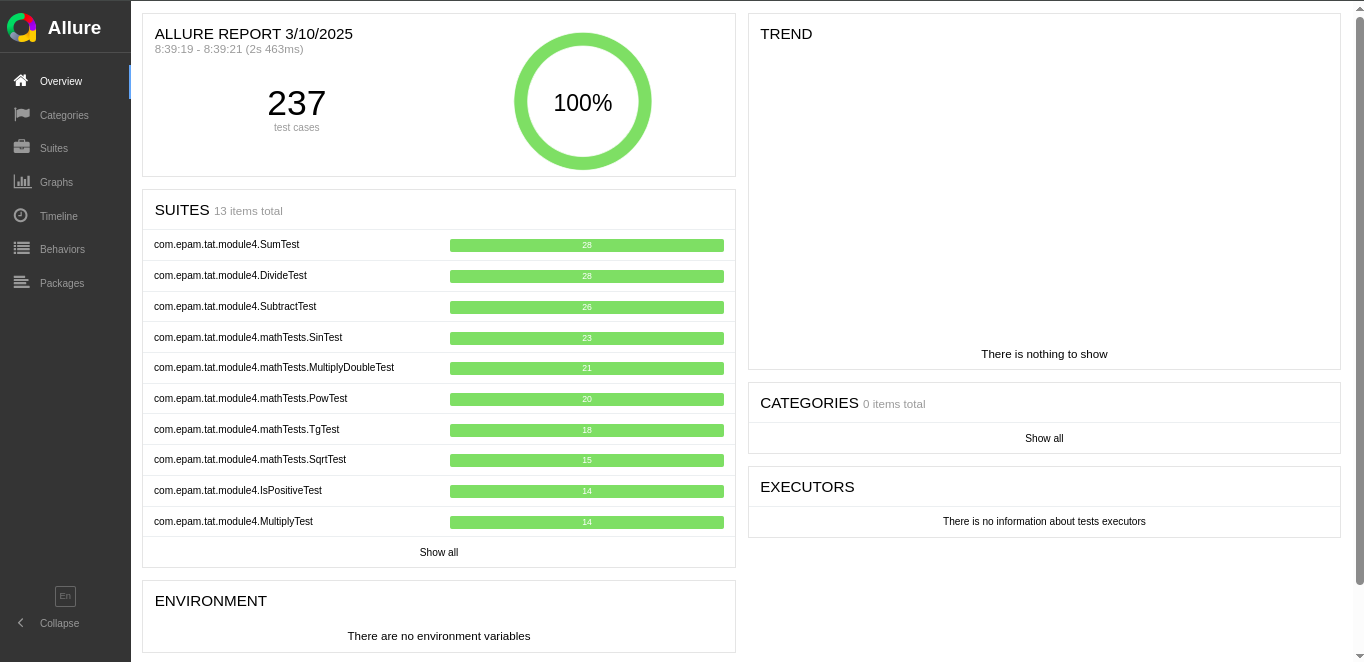 Allure
Overview
Categories
Suites
Graphs
Timeline
Behaviors
Packages
En
Collapse
ALLURE REPORT 3/10/2025
8:39:19 - 8:39:21 (2s 463ms)
237
test cases
100%
SUITES 13 items total
com.epam.tat.module4.SumTest 28
com.epam.tat.module4.DivideTest 28
com.epam.tat.module4.SubtractTest 26
com.epam.tat.module4.mathTests.SinTest 23
com.epam.tat.module4.mathTests.MultiplyDoubleTest 21
com.epam.tat.module4.mathTests.PowTest 20
com.epam.tat.module4.mathTests.TgTest 18
com.epam.tat.module4.mathTests.SqrtTest 15
com.epam.tat.module4.IsPositiveTest 14
com.epam.tat.module4.MultiplyTest 14
Show all
ENVIRONMENT
There are no environment variables
TREND
There is nothing to show
CATEGORIES 0 items total
Show all
EXECUTORS
There is no information about tests executors